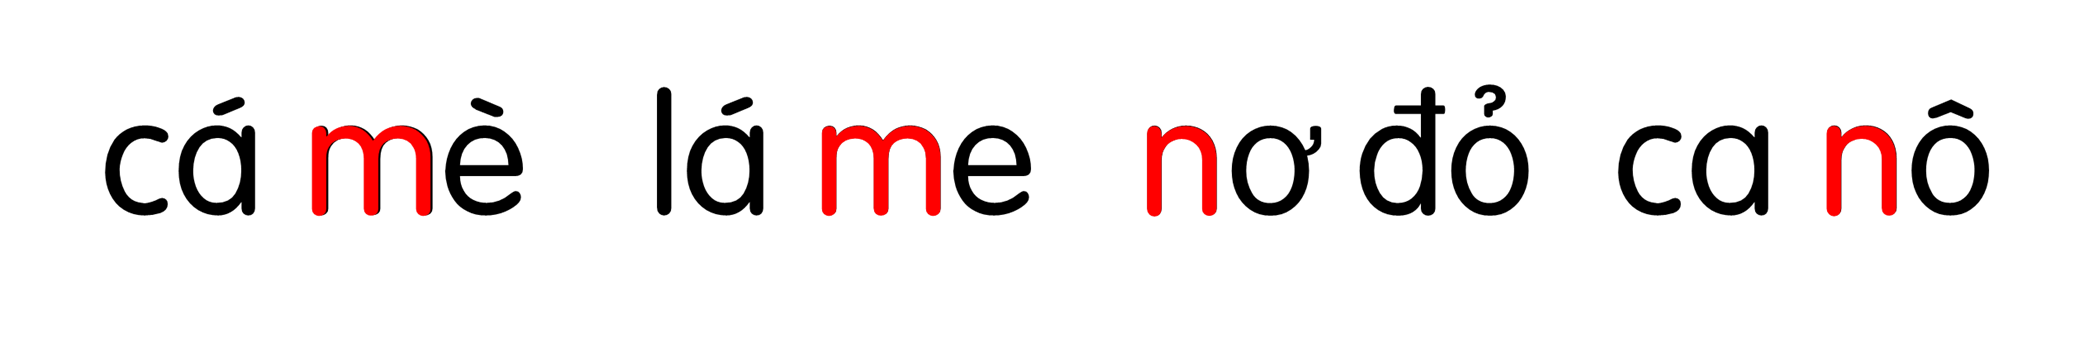 cá mè lá me nơ đỏ ca nô